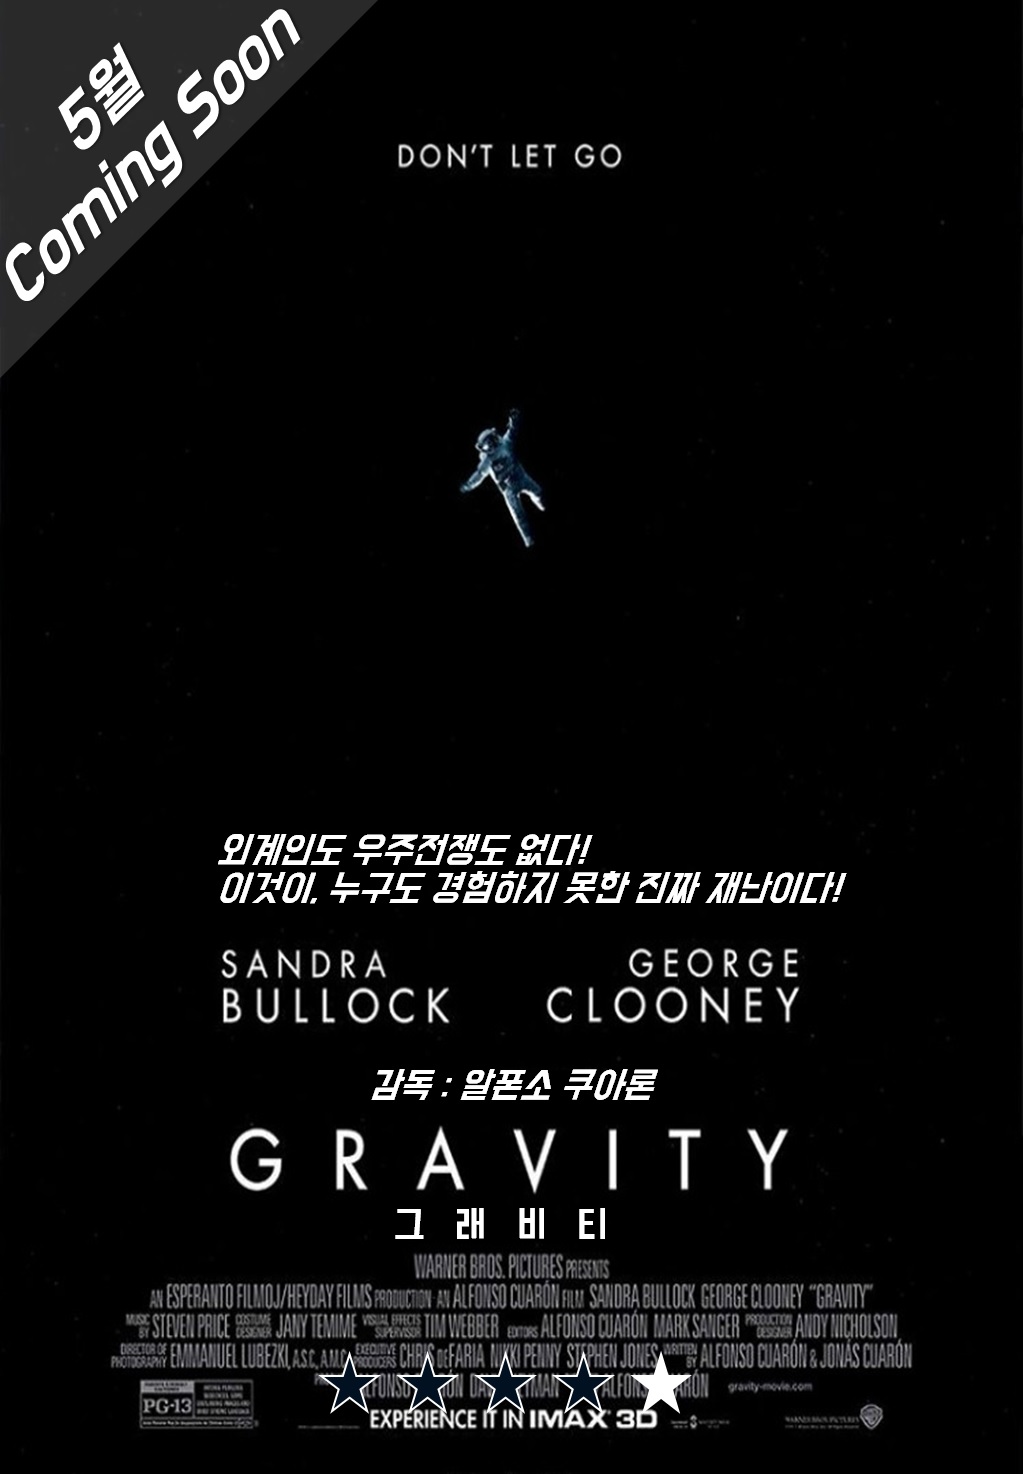 5월
Coming Soon
DON'T LET GO
외계인도 우주전쟁도 없다!
이것이, 누구도 경험하지 못한 진짜 재난이다!
SANDRA
BULLOCK
GEORGE
CLOONEY
감독 : 알폰소 쿠아론
GRAVITY
그래비티
WARNER BROS. PICTURES PRESENTS
AN ESPERANTO FILMOJ/HEYDAY FILMS PRODUCTION AN ALFONSO CUARÓN FILM SANDRA BULLOCK GEORGE CLOONEY "GRAVITY"
MUSIC BY STEVEN PRICE COSTUME DESIGNER JANY TEMIME VISUAL EFFECTS SUPERVISOR TIM WEBBER EDITORS ALFONSO CUARÓN MARK SANGER PRODUCTION DESIGNER ANDY NICHOLSON
DIRECTOR OF PHOTOGRAPHY EMMANUEL LUBEZKI, A.S.C., A.M.C. EXECUTIVE PRODUCERS CHRIS deFARIA NIKKI PENNY STEPHEN JONES WRITTEN BY ALFONSO CUARÓN & JONÁS CUARÓN
PG-13
gravity-movie.com
EXPERIENCE IT IN IMAX 3D
WARNER BROS. PICTURES